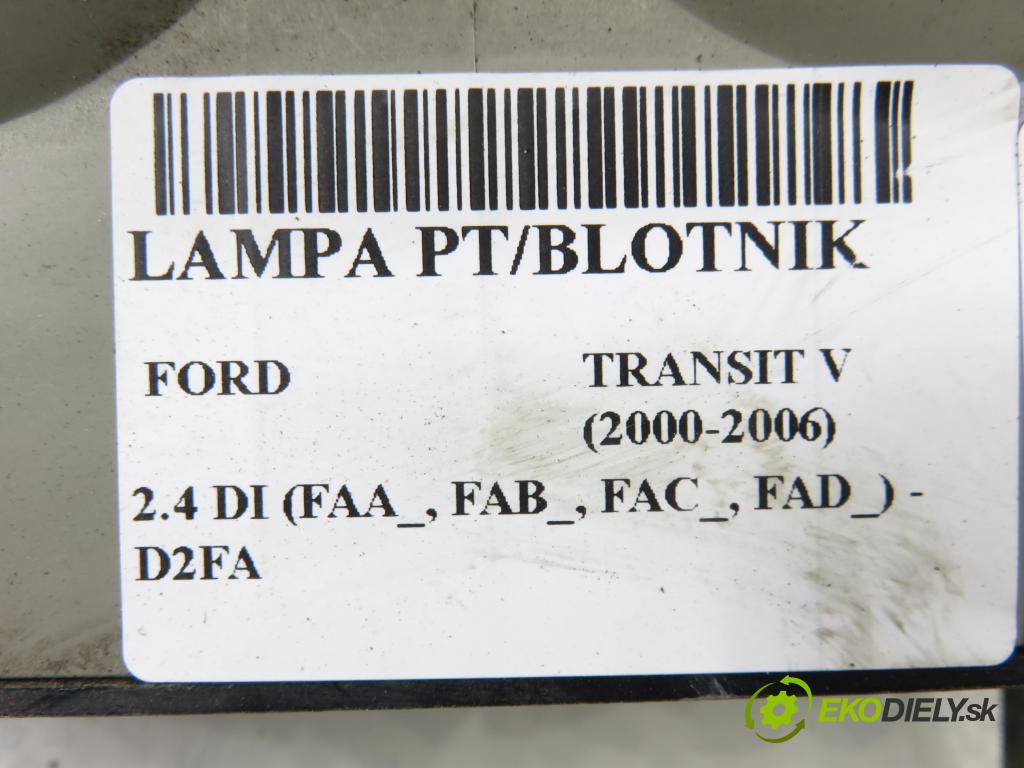 LAMPA PT/BLOTNIK
FORD TRANSIT V
(2000-2006)
2.4 DI (FAA_, FAB_, FAC_, FAD_) -
D2FA
EKODIELY.sk